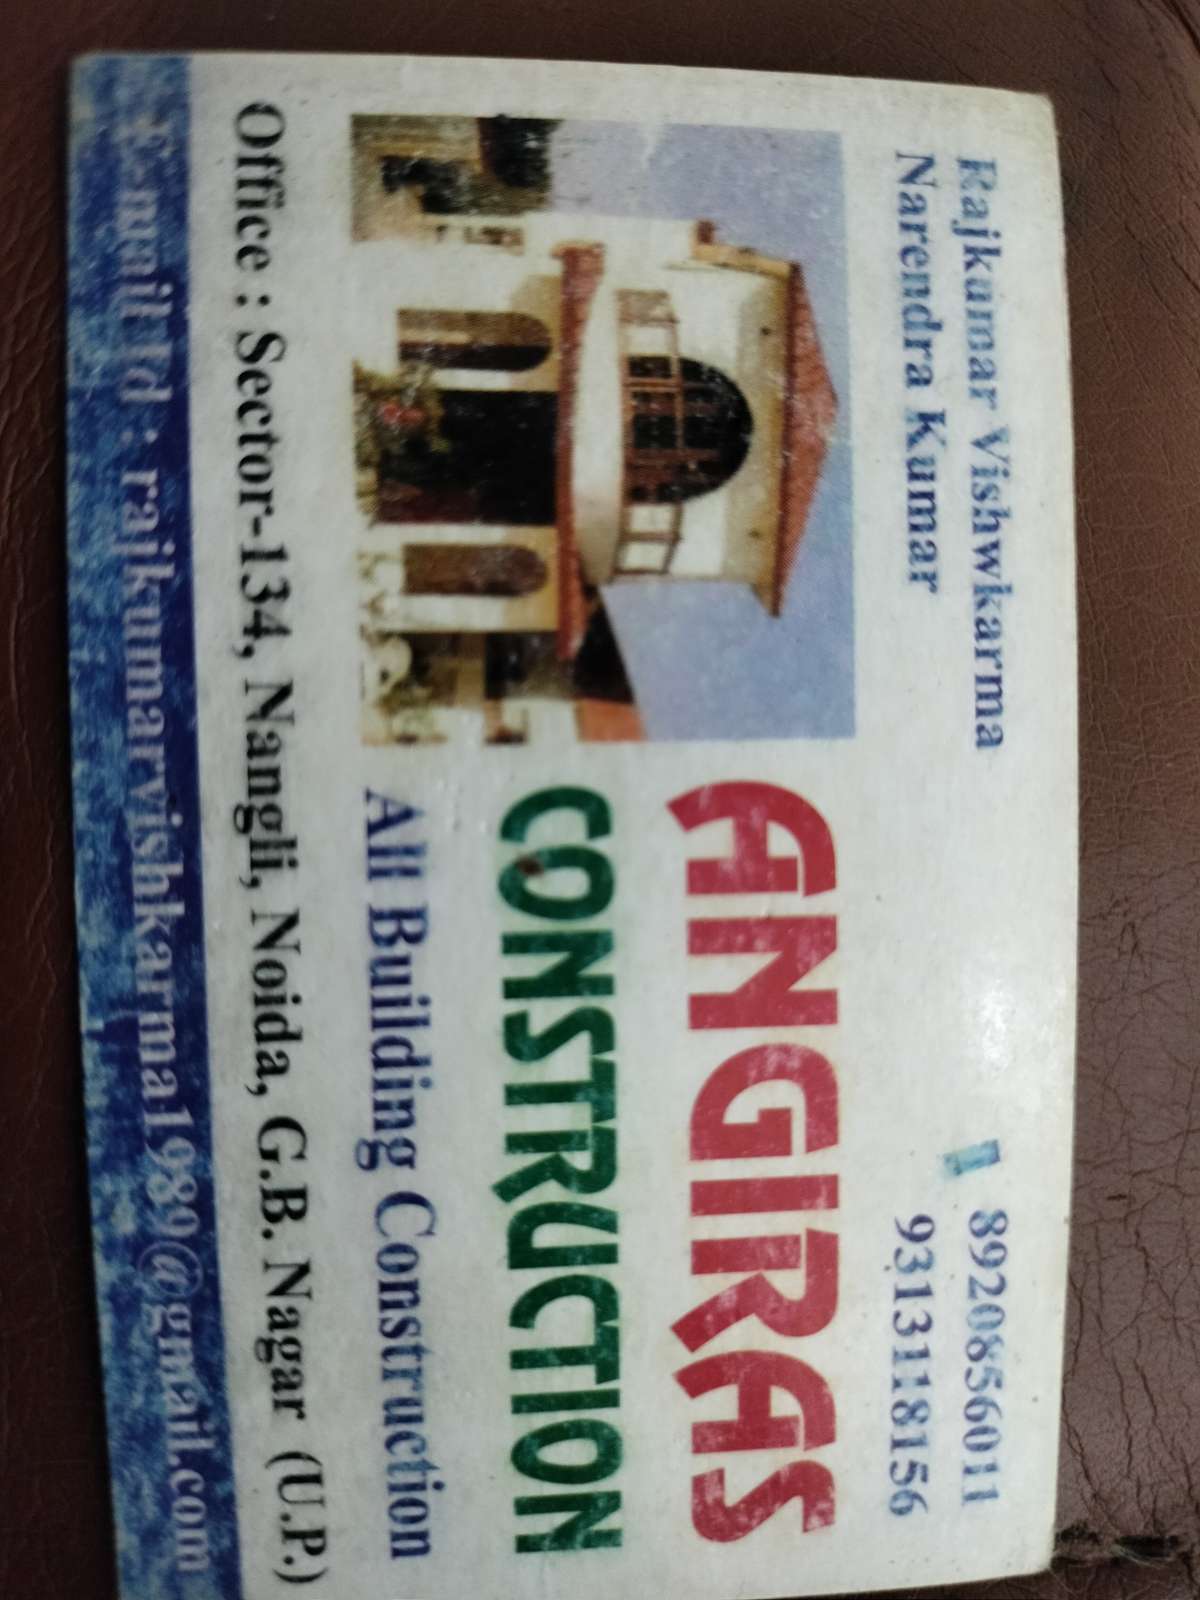 Rajkumar Vishwkarma
Narendra Kumar
8920856011
9313118156
ANGIRAS
CONSTRUCTION
All Building Construction
Office : Sector-134, Nangli, Noida, G.B. Nagar (U.P.)
E-mail Id : rajkumarvishkarma1989@gmail.com